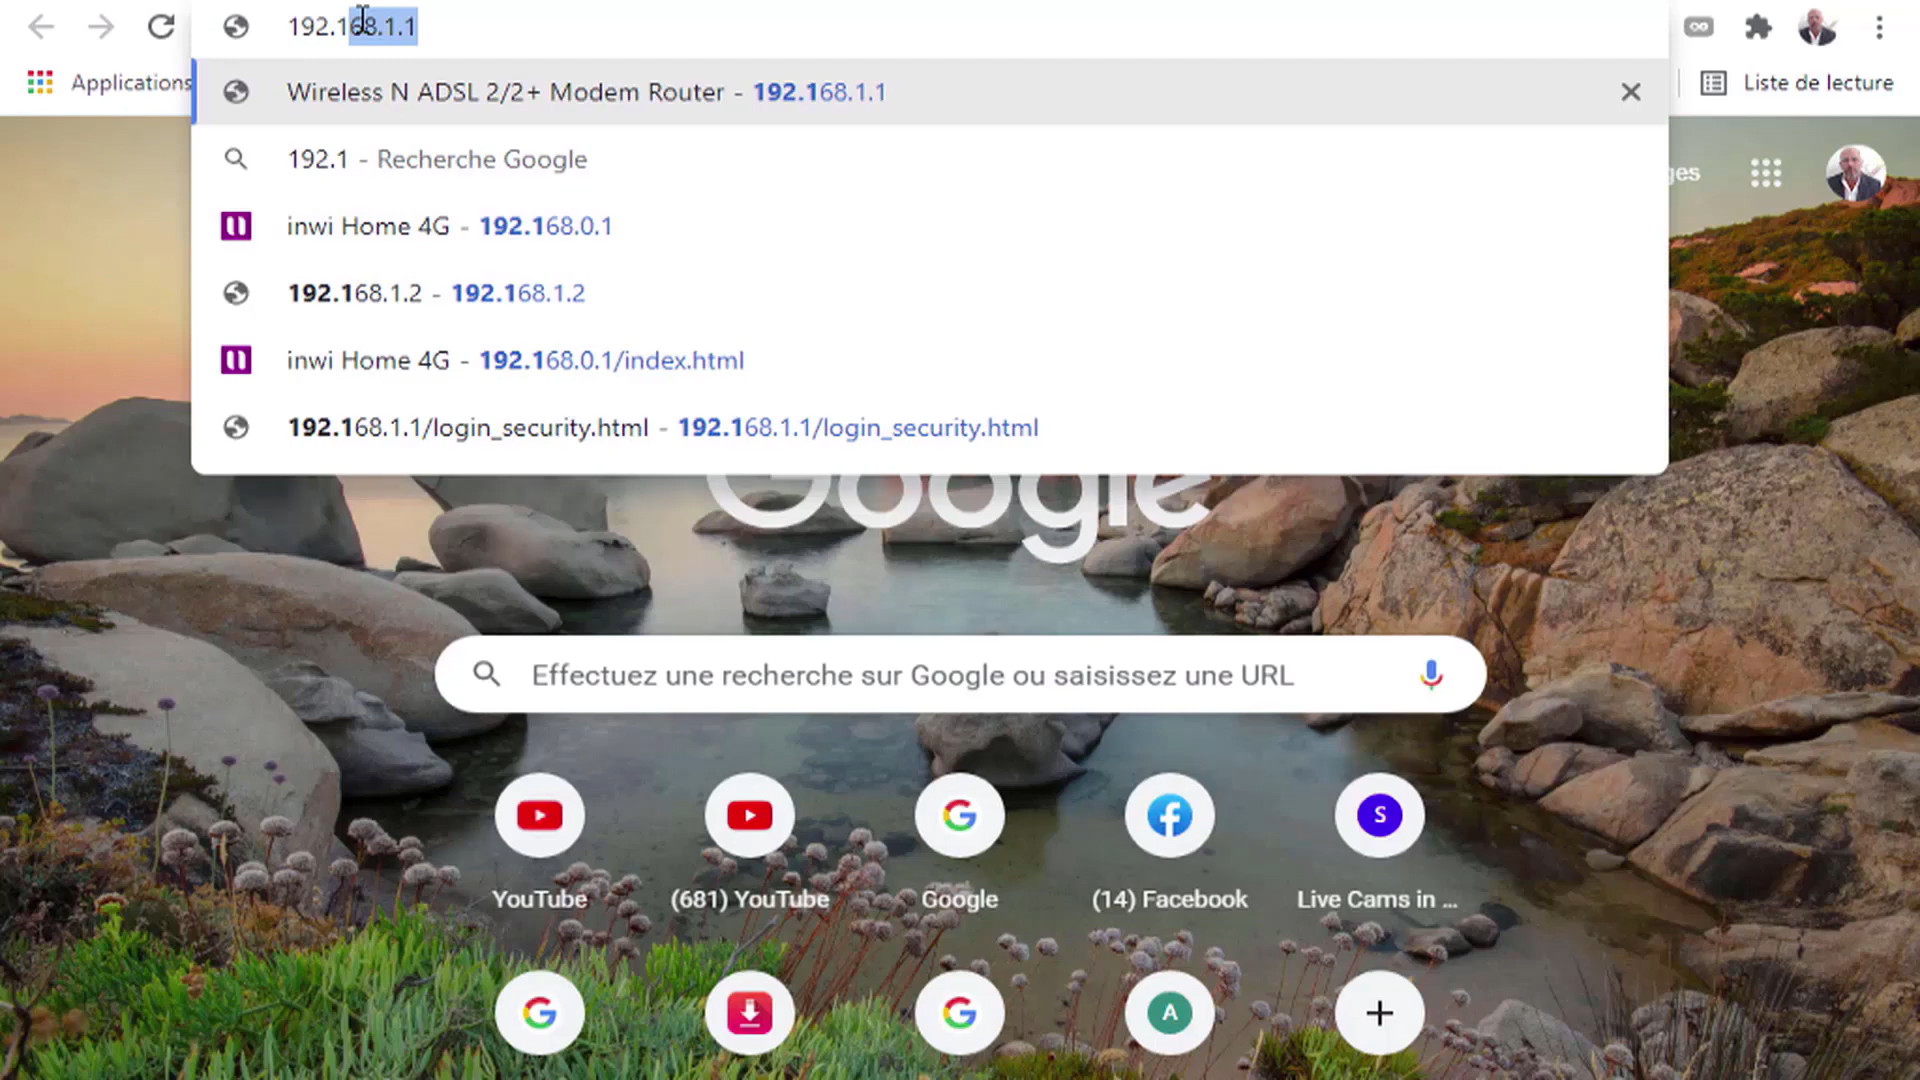 192.168.1.1
Applications
Wireless N ADSL 2/2+ Modem Router - 192.168.1.1
Liste de lecture
192.1 - Recherche Google
ges
inwi Home 4G - 192.168.0.1
192.168.1.2 - 192.168.1.2
inwi Home 4G - 192.168.0.1/index.html
192.168.1.1/login_security.html - 192.168.1.1/login_security.html
Google
Effectuez une recherche sur Google ou saisissez une URL
S
YouTube
(681) YouTube
Google
(14) Facebook
Live Cams in ...
A